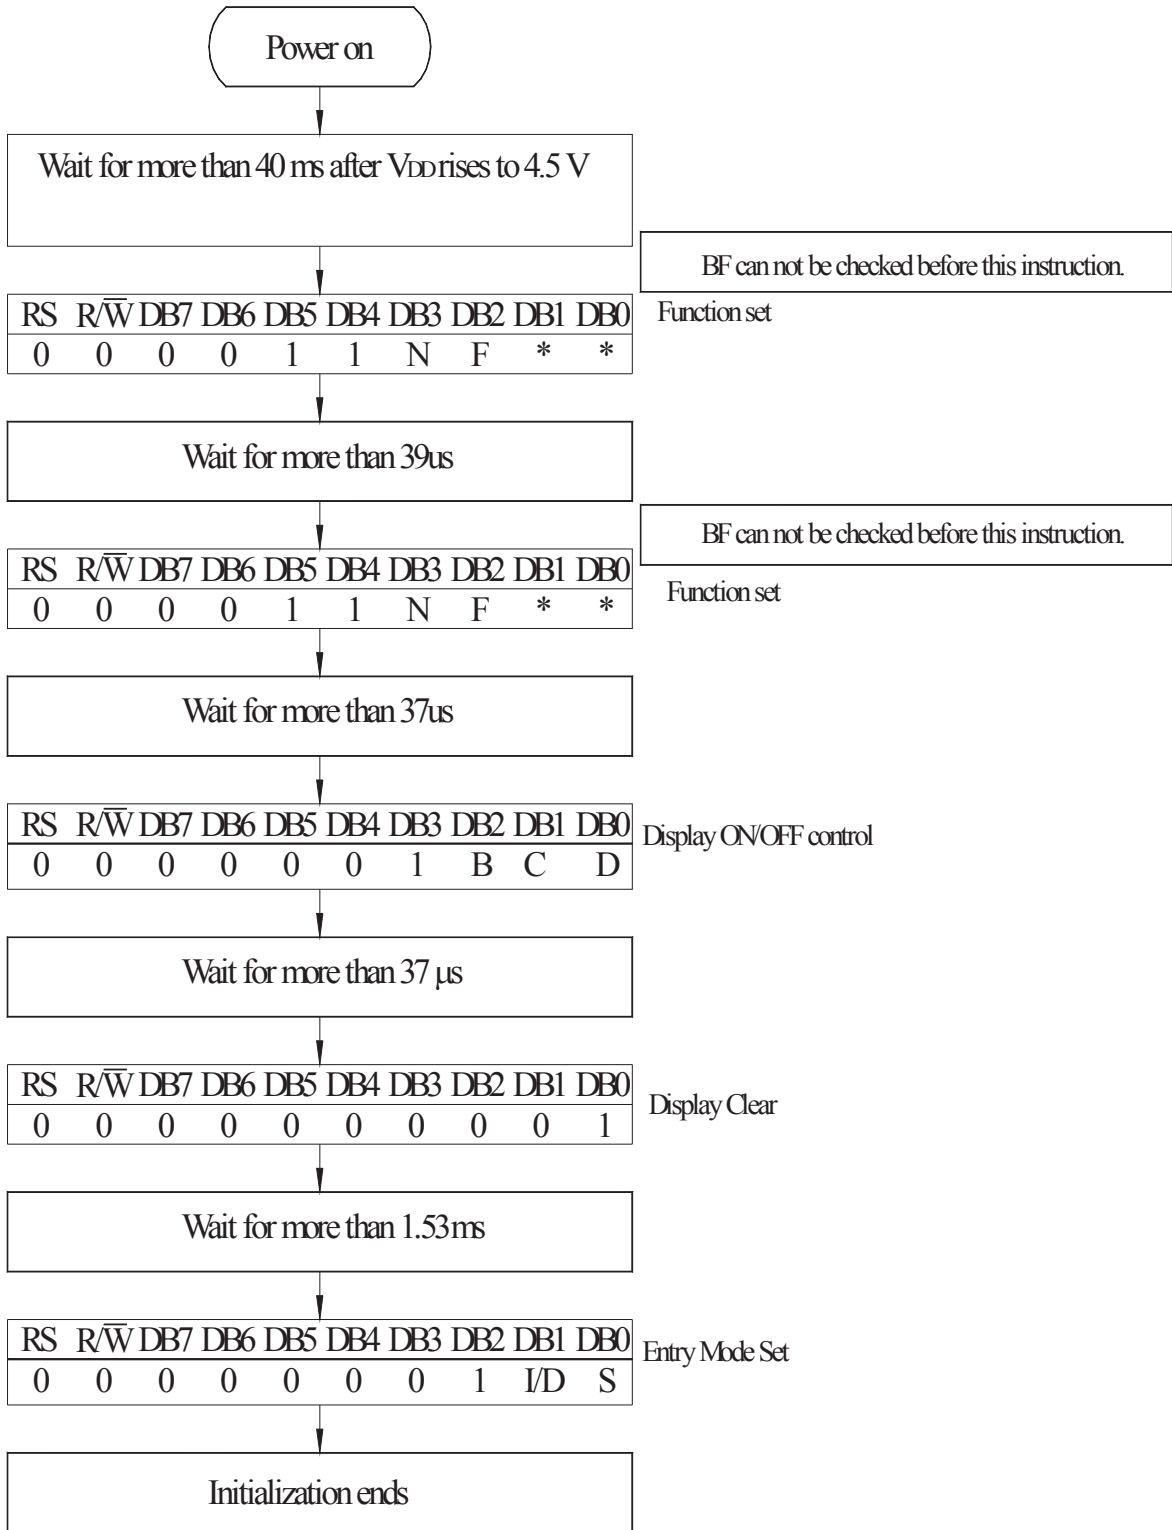 Power on
Wait for more than 40 ms after VDD rises to 4.5 V
BF can not be checked before this instruction.
RS R/W̅ DB7 DB6 DB5 DB4 DB3 DB2 DB1 DB0
Function set
0 0 0 0 1 1 N F * *
Wait for more than 39us
BF can not be checked before this instruction.
RS R/W̅ DB7 DB6 DB5 DB4 DB3 DB2 DB1 DB0
Function set
0 0 0 0 1 1 N F * *
Wait for more than 37us
RS R/W̅ DB7 DB6 DB5 DB4 DB3 DB2 DB1 DB0
Display ON/OFF control
0 0 0 0 0 0 1 B C D
Wait for more than 37 µs
RS R/W̅ DB7 DB6 DB5 DB4 DB3 DB2 DB1 DB0
Display Clear
0 0 0 0 0 0 0 0 0 1
Wait for more than 1.53ms
RS R/W̅ DB7 DB6 DB5 DB4 DB3 DB2 DB1 DB0
Entry Mode Set
0 0 0 0 0 0 0 1 I/D S
Initialization ends